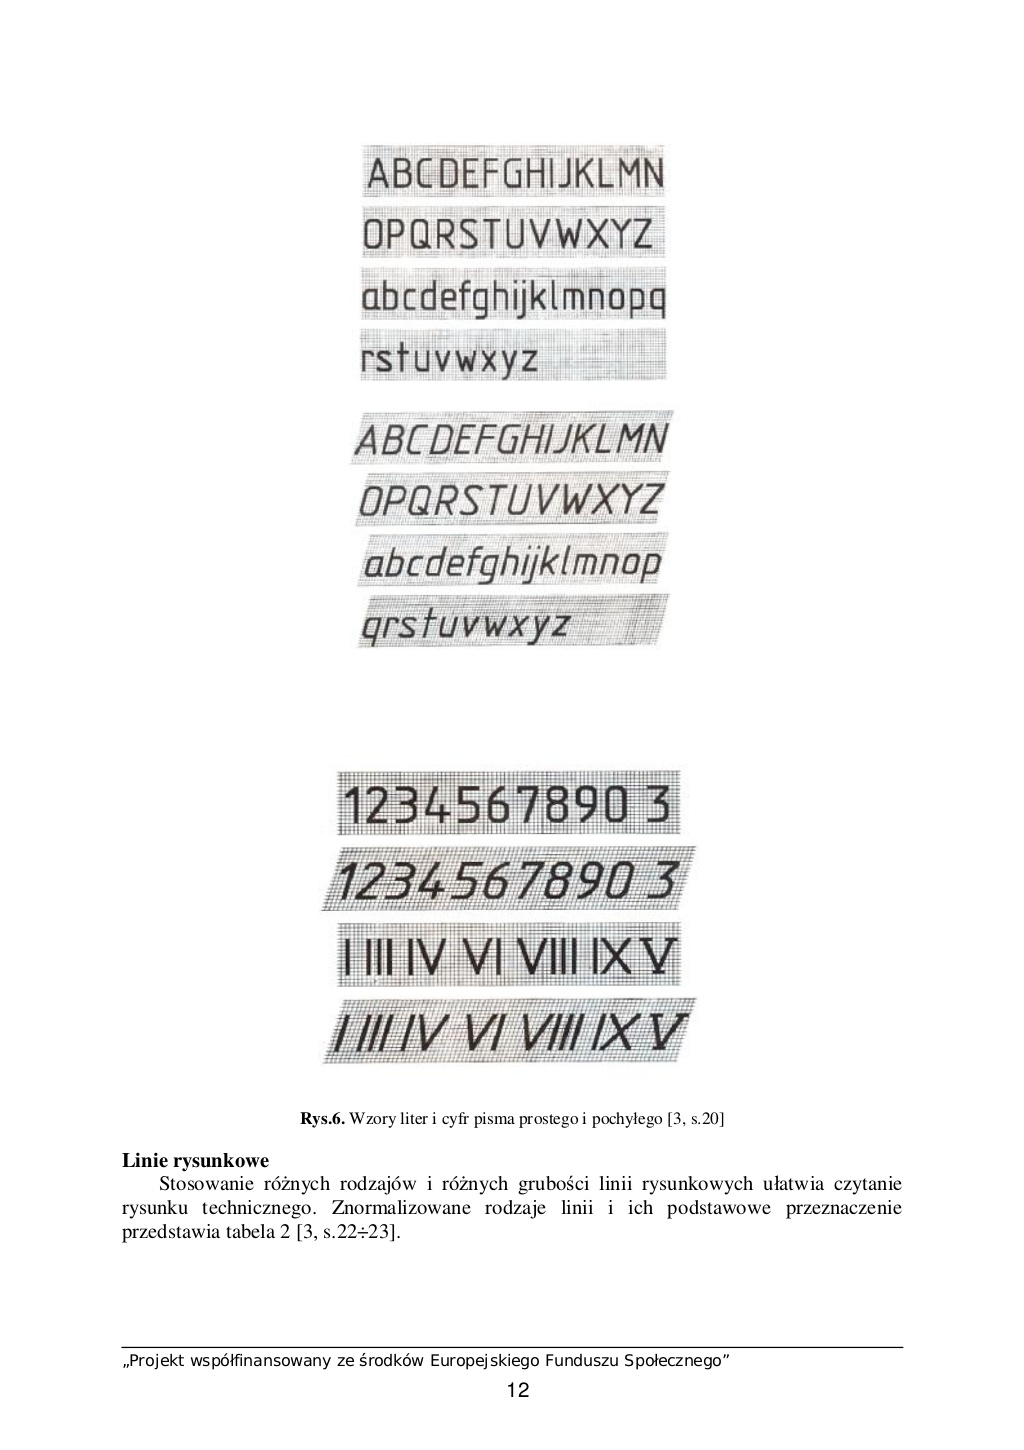 ABCDEFGHIJKLMN
OPQRSTUVWXYZ
abcdefghijklmnopq
rstuvwxyz
ABCDEFGHIJKLMN
OPQRSTUVWXYZ
abcdefghijklmnop
qrstuvwxyz
1234567890 3
1234567890 3
I III IV VI VIII IX V
I III IV VI VIII IX V
Rys.6. Wzory liter i cyfr pisma prostego i pochyłego [3, s.20]
Linie rysunkowe
Stosowanie różnych rodzajów i różnych grubości linii rysunkowych ułatwia czytanie
rysunku technicznego. Znormalizowane rodzaje linii i ich podstawowe przeznaczenie
przedstawia tabela 2 [3, s.22÷23].
„Projekt współfinansowany ze środków Europejskiego Funduszu Społecznego”
12